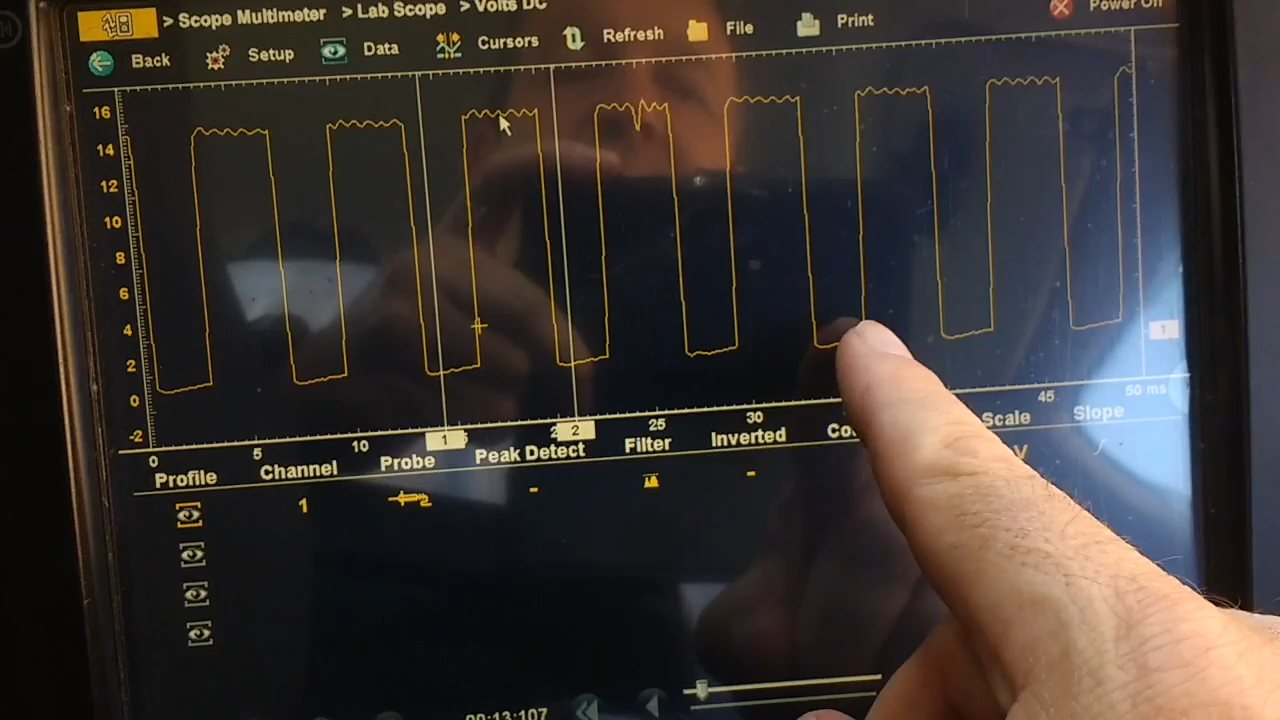 > Scope Multimeter > Lab Scope > Volts DC
Back Setup Data Cursors Refresh File Print Power Off
16
14
12
10
8
6
4
2
0
-2
1
0 5 10 1 2 25 30 45 50 ms
Profile Channel Probe Peak Detect Filter Inverted Scale Slope
1 - - V
00:13:107